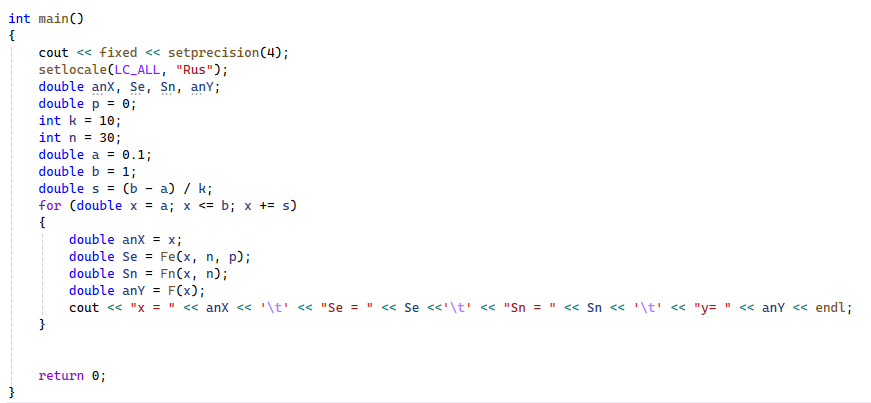 int main()
{
    cout << fixed << setprecision(4);
    setlocale(LC_ALL, "Rus");
    double anX, Se, Sn, anY;
    double p = 0;
    int k = 10;
    int n = 30;
    double a = 0.1;
    double b = 1;
    double s = (b - a) / k;
    for (double x = a; x <= b; x += s)
    {
        double anX = x;
        double Se = Fe(x, n, p);
        double Sn = Fn(x, n);
        double anY = F(x);
        cout << "x = " << anX << '\t' << "Se = " << Se <<'\t' << "Sn = " << Sn << '\t' << "y= " << anY << endl;
    }
    return 0;
}